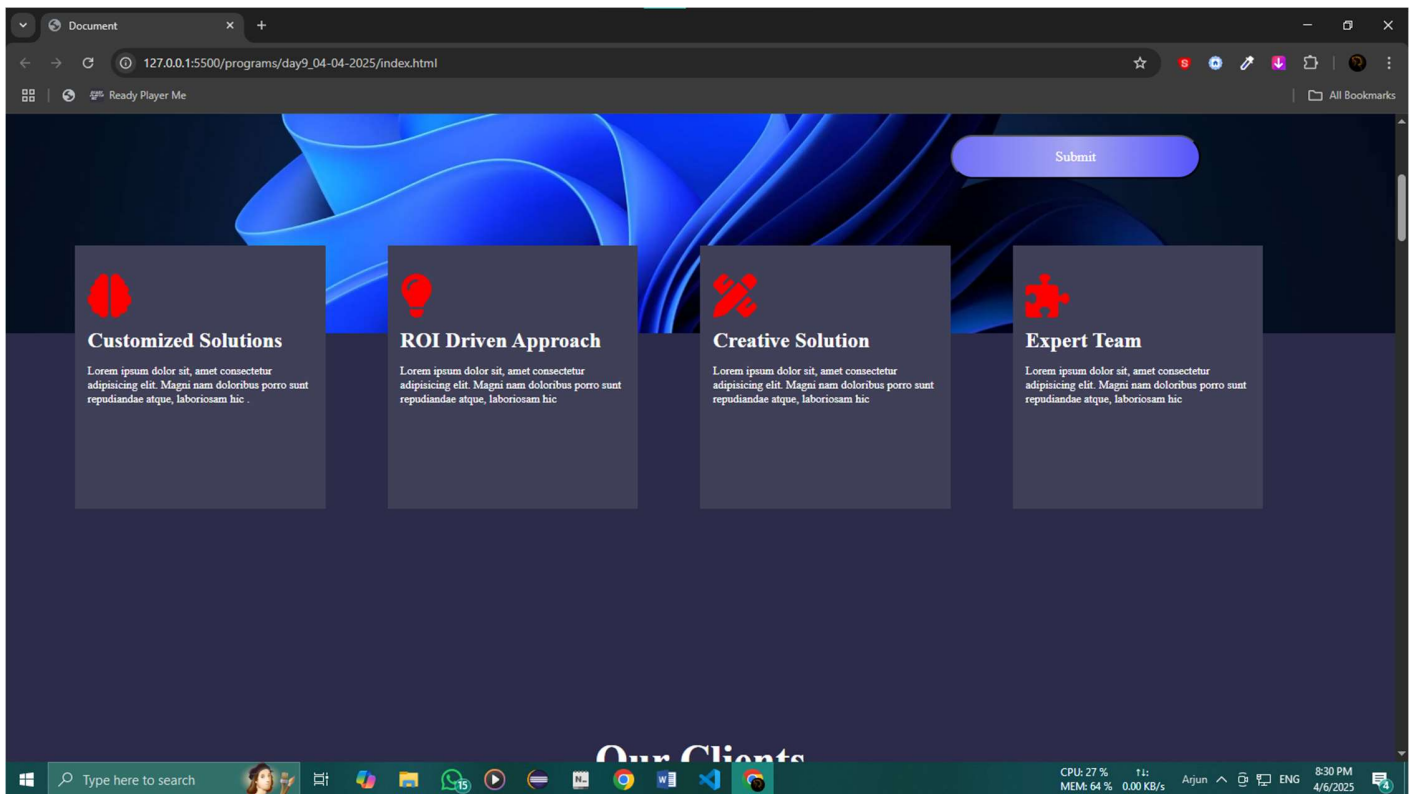 Document
127.0.0.1:5500/programs/day9_04-04-2025/index.html
Ready Player Me
All Bookmarks
Submit
Customized Solutions
Lorem ipsum dolor sit, amet consectetur
adipisicing elit. Magni nam doloribus porro sunt
repudiandae atque, laboriosam hic .
ROI Driven Approach
Lorem ipsum dolor sit, amet consectetur
adipisicing elit. Magni nam doloribus porro sunt
repudiandae atque, laboriosam hic
Creative Solution
Lorem ipsum dolor sit, amet consectetur
adipisicing elit. Magni nam doloribus porro sunt
repudiandae atque, laboriosam hic
Expert Team
Lorem ipsum dolor sit, amet consectetur
adipisicing elit. Magni nam doloribus porro sunt
repudiandae atque, laboriosam hic
Our Clients
Type here to search
15
CPU: 27 %
MEM: 64 % 0.00 KB/s
Arjun
ENG
8:30 PM
4/6/2025
4